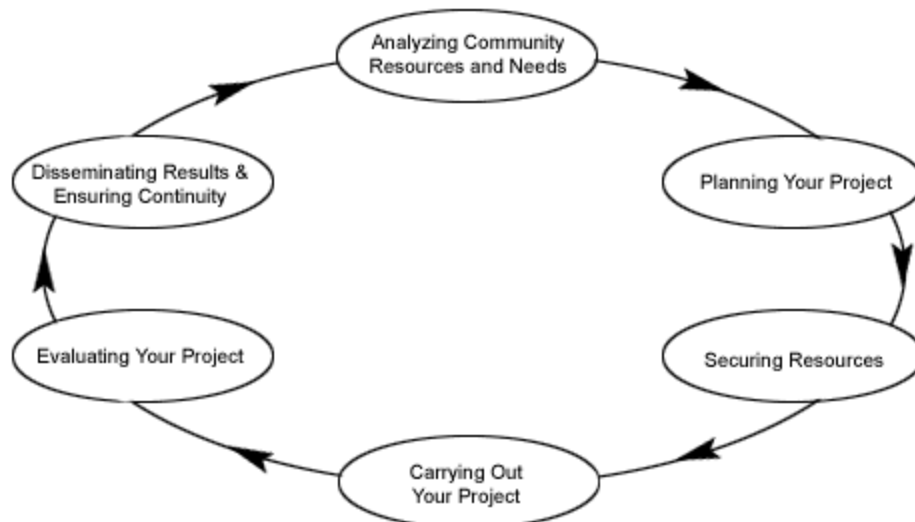 Analyzing Community
Resources and Needs
Planning Your Project
Securing Resources
Carrying Out
Your Project
Evaluating Your Project
Disseminating Results &
Ensuring Continuity